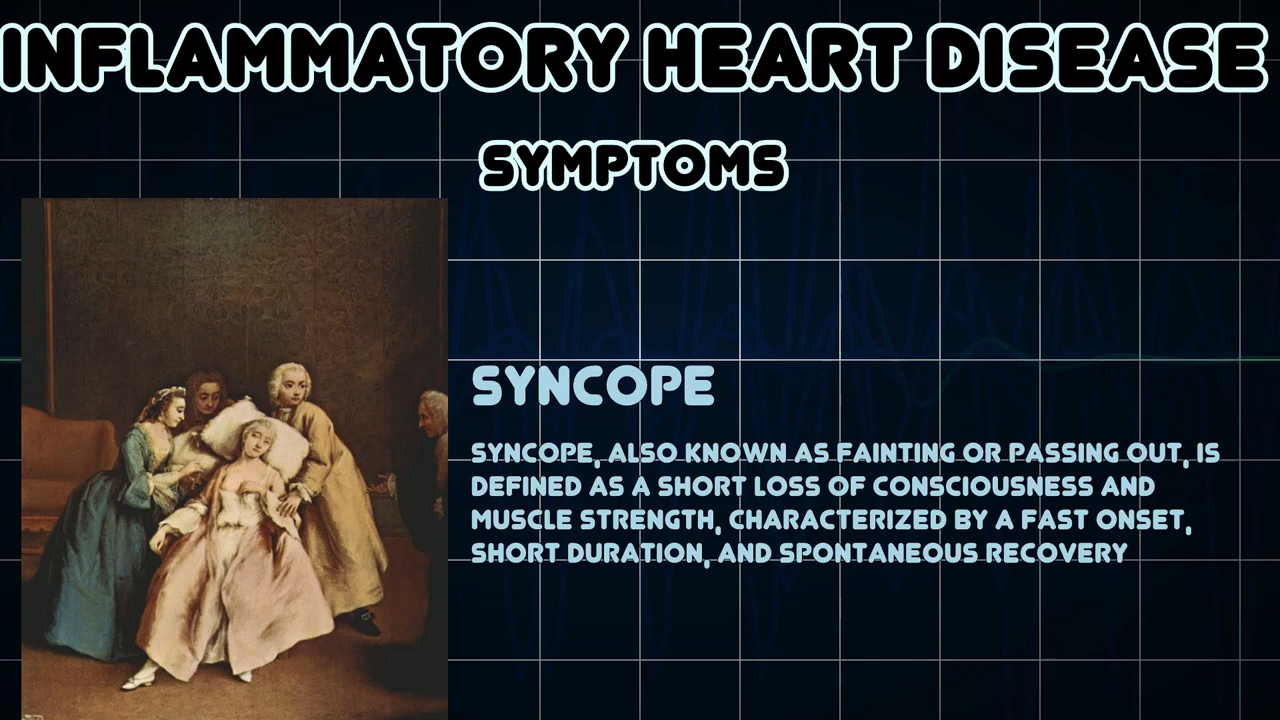 INFLAMMATORY HEART DISEASE
SYMPTOMS
SYNCOPE
SYNCOPE, ALSO KNOWN AS FAINTING OR PASSING OUT, IS
DEFINED AS A SHORT LOSS OF CONSCIOUSNESS AND
MUSCLE STRENGTH, CHARACTERIZED BY A FAST ONSET,
SHORT DURATION, AND SPONTANEOUS RECOVERY